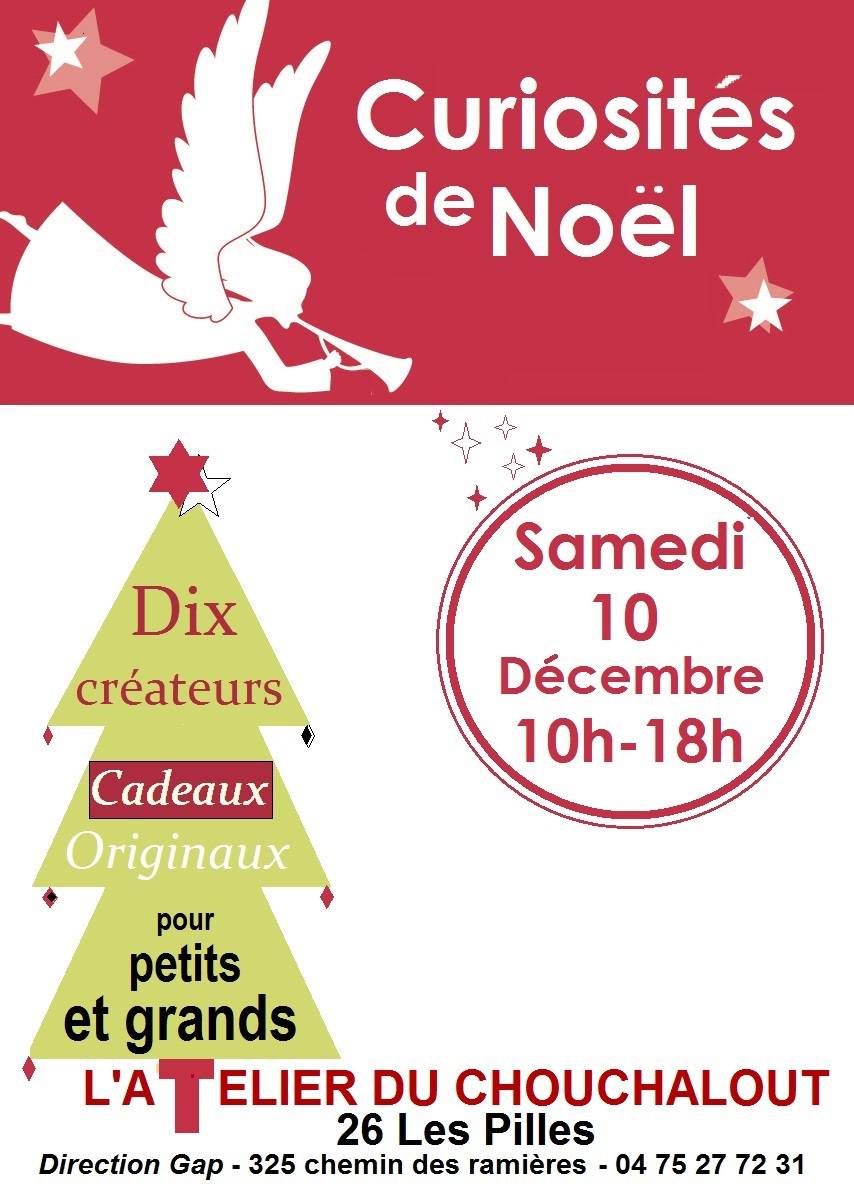 Curiosités
de Noël
Samedi
10
Décembre
10h-18h
Dix
créateurs
Cadeaux
Originaux
pour
petits
et grands
L'ATELIER DU CHOUCHALOUT
26 Les Pilles
Direction Gap - 325 chemin des ramières - 04 75 27 72 31